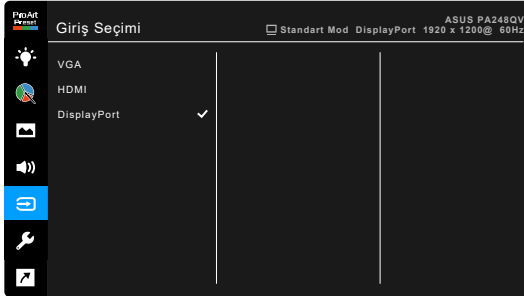 ProArt
Preset
Giriş Seçimi
ASUS PA248QV
Standart Mod DisplayPort 1920 x 1200@ 60Hz
VGA
HDMI
DisplayPort